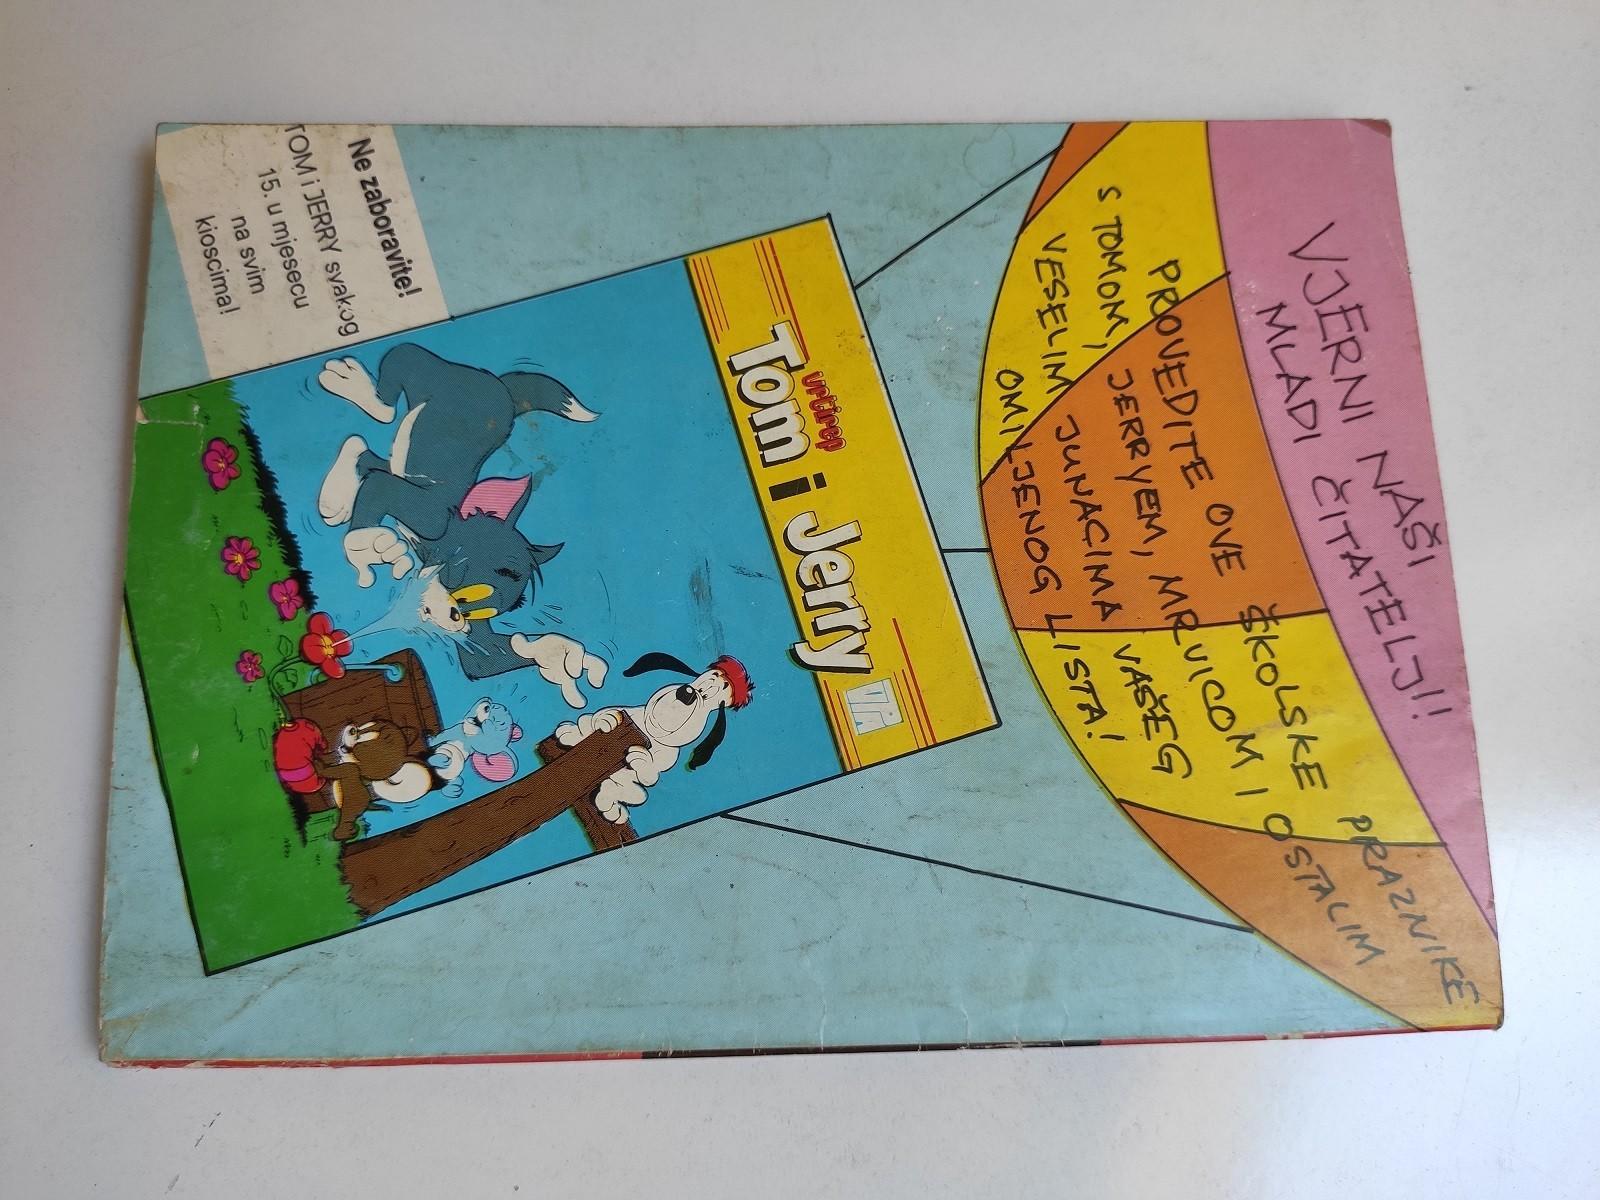 VJERNI NAŠI
MLADI ČITATELJI!
PROVEDITE OVE ŠKOLSKE PRAZNIKE
S TOMOM, JERRYEM, MRVICOM I OSTALIM
VESELIM JUNACIMA VAŠEG
OMILJENOG LISTA!
vrtirep
Tom i Jerry
Ne zaboravite!
TOM i JERRY svakog
15. u mjesecu
na svim
kioscima!